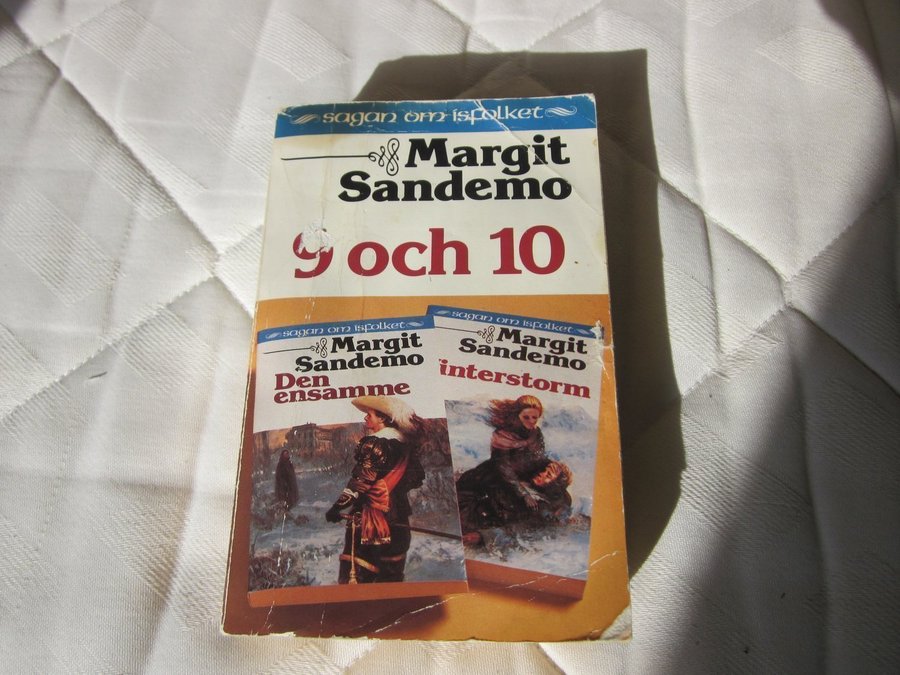 sagan om isfolket
Margit
Sandemo
9 och 10
sagan om isfolket
Margit
Sandemo
Den
ensamme
sagan om isfolket
Margit
Sandemo
interstorm